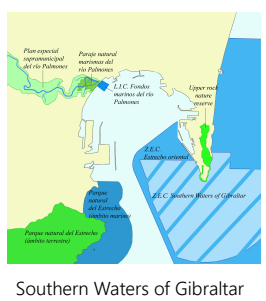 Plan especial
supramunicipal
del río Palmones
Paraje natural
marismas del
río Palmones
L.I.C. Fondos
marinos del río
Palmones
Upper rock
nature
reserve
Z.E.C.
Estrecho oriental
Z.E.C. Southern Waters of Gibraltar
Parque
natural
del Estrecho
(ámbito marino)
Parque natural del Estrecho
(ámbito terrestre)
Southern Waters of Gibraltar